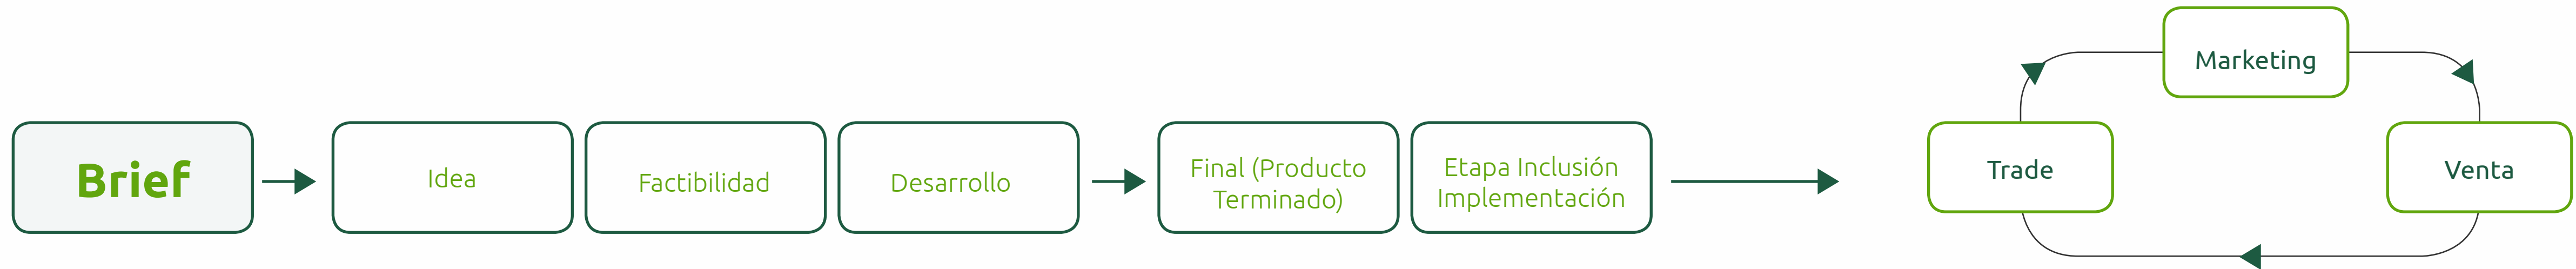 Brief
Idea
Factibilidad
Desarrollo
Final (Producto
Terminado)
Etapa Inclusión
Implementación
Marketing
Trade
Venta